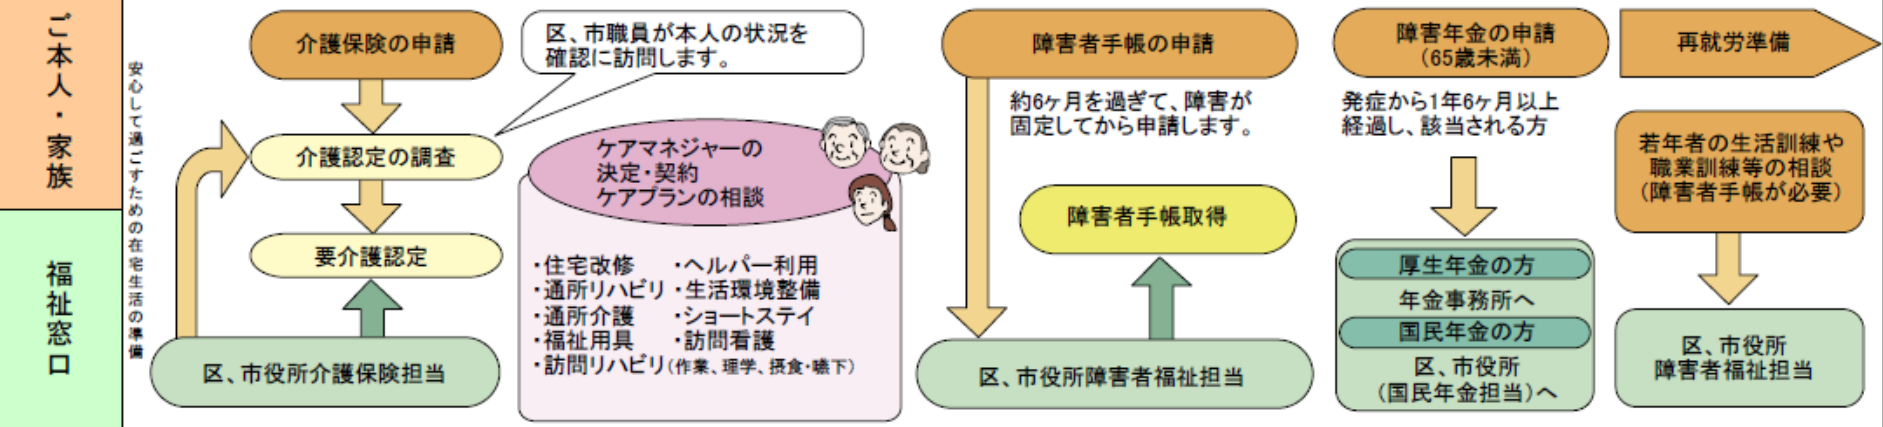 ご本人・家族
福祉窓口
安心して過ごすための在宅生活の準備
介護保険の申請
区、市職員が本人の状況を
確認に訪問します。
介護認定の調査
要介護認定
区、市役所介護保険担当
ケアマネジャーの
決定・契約
ケアプランの相談
・住宅改修 ・ヘルパー利用
・通所リハビリ ・生活環境整備
・通所介護 ・ショートステイ
・福祉用具 ・訪問看護
・訪問リハビリ(作業、理学、摂食・嚥下)
障害者手帳の申請
約6ヶ月を過ぎて、障害が
固定してから申請します。
障害者手帳取得
区、市役所障害者福祉担当
障害年金の申請
(65歳未満)
発症から1年6ヶ月以上
経過し、該当される方
厚生年金の方
年金事務所へ
国民年金の方
区、市役所
(国民年金担当)へ
再就労準備
若年者の生活訓練や
職業訓練等の相談
(障害者手帳が必要)
区、市役所
障害者福祉担当